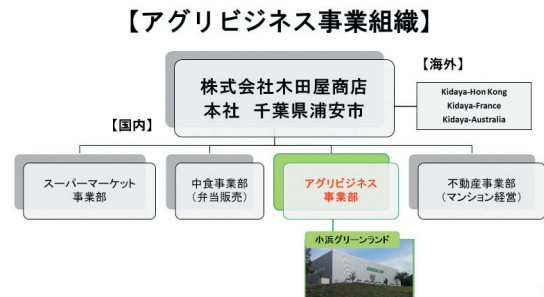 【アグリビジネス事業組織】
【海外】
株式会社木田屋商店
本社 千葉県浦安市
Kidaya-Hon Kong
Kidaya-France
Kidaya-Australia
【国内】
スーパーマーケット
事業部
中食事業部
(弁当販売)
アグリビジネス
事業部
不動産事業部
(マンション経営)
小浜グリーンランド